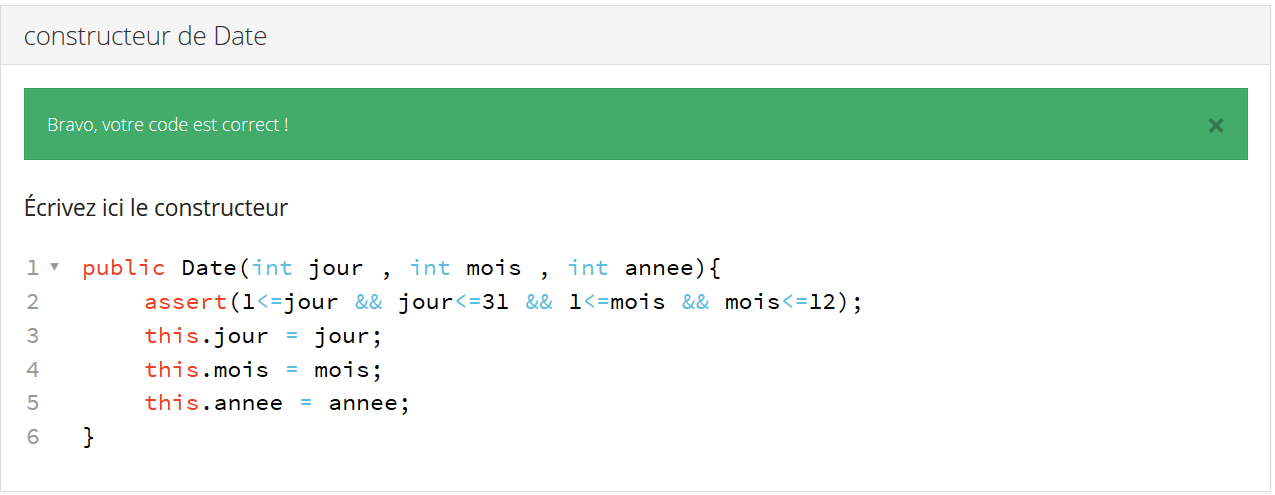 constructeur de Date
Bravo, votre code est correct !
×
Écrivez ici le constructeur
1 ▾ public Date(int jour , int mois , int annee){
2 assert(1<=jour && jour<=31 && 1<=mois && mois<=12);
3 this.jour = jour;
4 this.mois = mois;
5 this.annee = annee;
6 }